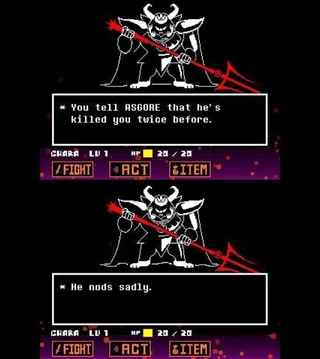 * You tell ASGORE that he's
killed you twice before.
CHARA LV 1 HP 20 / 20
FIGHT ACT ITEM
* He nods sadly.
CHARA LV 1 HP 20 / 20
FIGHT ACT ITEM